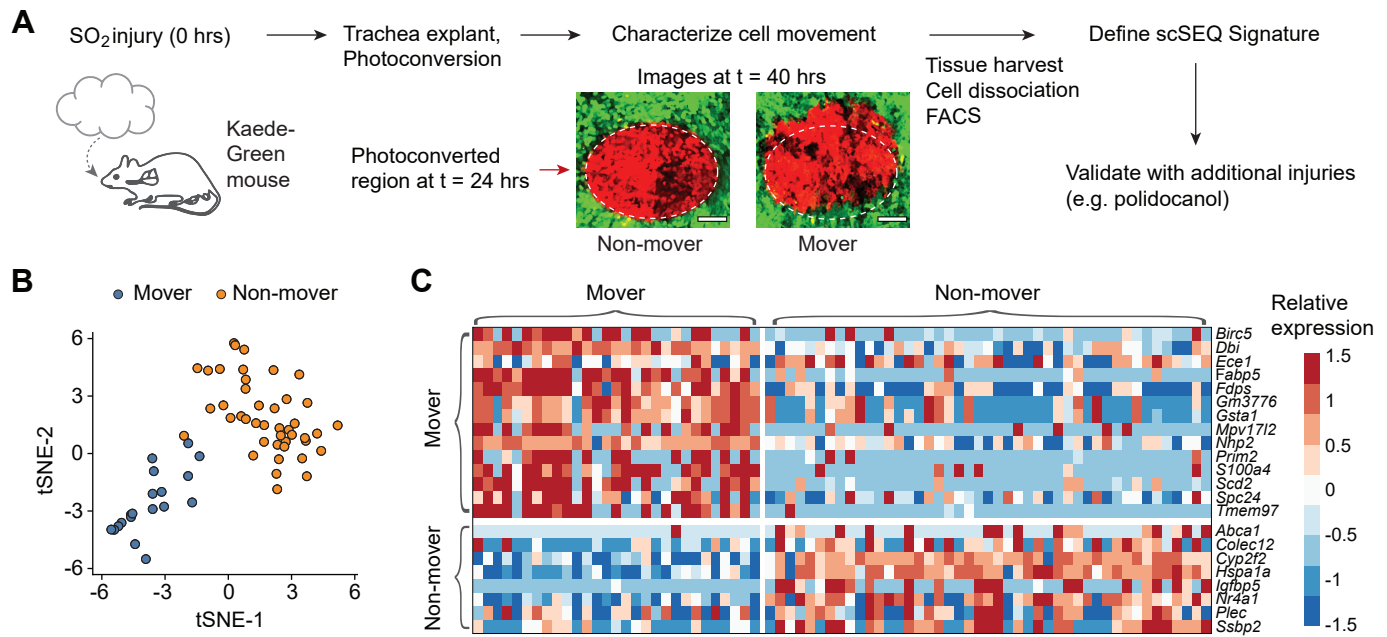 A
SO2 injury (0 hrs)
Trachea explant,
Photoconversion
Characterize cell movement
Define scSEQ Signature
Images at t = 40 hrs
Tissue harvest
Cell dissociation
FACS
Kaede-
Green
mouse
Photoconverted
region at t = 24 hrs
Validate with additional injuries
(e.g. polidocanol)
Non-mover
Mover
B
Mover
Non-mover
6
3
0
-3
-6
tSNE-2
-6
-3
0
3
6
tSNE-1
C
Mover
Non-mover
Relative
expression
Mover
Non-mover
Birc5
Dbi
Ece1
Fabp5
Fdps
Gm3776
Gsta1
Mpv17l2
Nhp2
Prim2
S100a4
Scd2
Spc24
Tmem97
Abca1
Colec12
Cyp2f2
Hspa1a
Igfbp5
Nr4a1
Plec
Ssbp2
1.5
1
0.5
0
-0.5
-1
-1.5